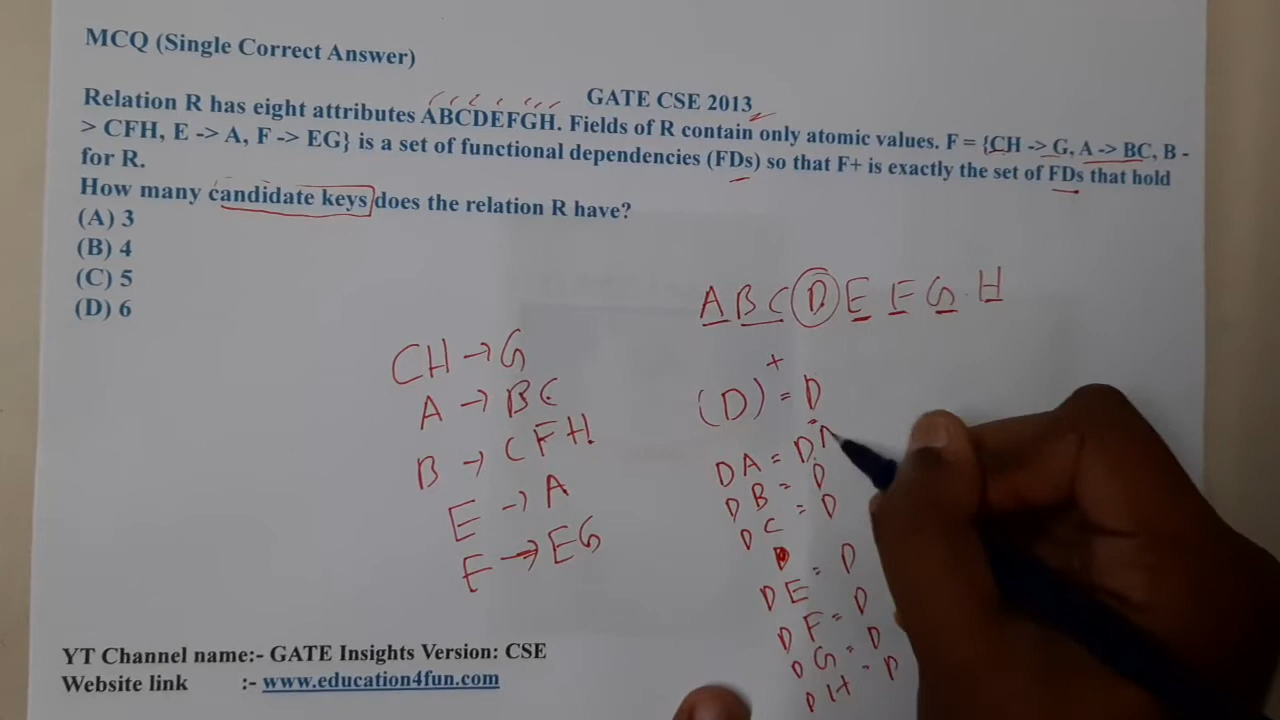 MCQ (Single Correct Answer)
GATE CSE 2013
Relation R has eight attributes ABCDEFGH. Fields of R contain only atomic values. F = {CH -> G, A -> BC, B -
> CFH, E -> A, F -> EG} is a set of functional dependencies (FDs) so that F+ is exactly the set of FDs that hold
for R.
How many candidate keys does the relation R have?
(A) 3
(B) 4
(C) 5
(D) 6
A B C D E F G H
CH → G
A → BC
B → CFH
E → A
F → EG
(D)+ = D
DA = D
DB = D
DC = D
D
DE = D
DF = D
DG = D
DH = D
YT Channel name:- GATE Insights Version: CSE
Website link :- www.education4fun.com